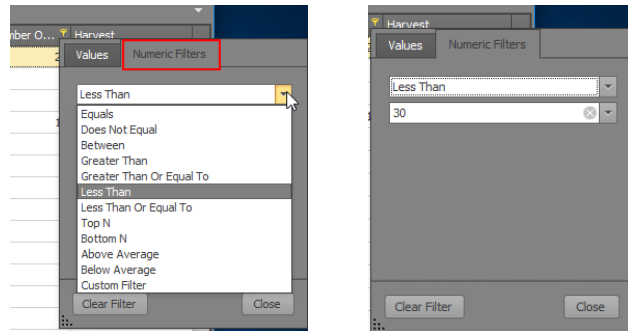 mber O... Harvest
Values Numeric Filters
2
Less Than
Equals
1
Does Not Equal
Between
Greater Than
Greater Than Or Equal To
Less Than
Less Than Or Equal To
Top N
Bottom N
Above Average
Below Average
Custom Filter
Clear Filter Close
Harvest
Values Numeric Filters
Less Than
30
Clear Filter Close